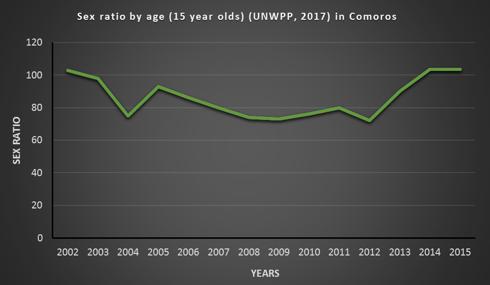 Sex ratio by age (15 year olds) (UNWPP, 2017) in Comoros
120
100
80
60
40
20
0
SEX RATIO
2002 2003 2004 2005 2006 2007 2008 2009 2010 2011 2012 2013 2014 2015
YEARS